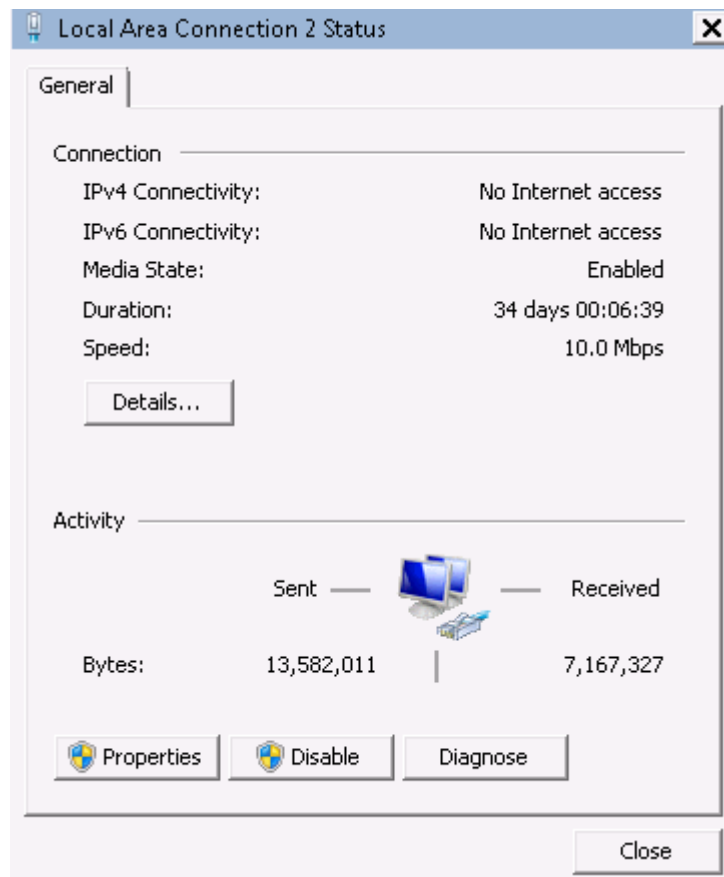 Local Area Connection 2 Status
General
Connection
IPv4 Connectivity: No Internet access
IPv6 Connectivity: No Internet access
Media State: Enabled
Duration: 34 days 00:06:39
Speed: 10.0 Mbps
Details...
Activity
Sent Received
Bytes: 13,582,011 7,167,327
Properties Disable Diagnose
Close